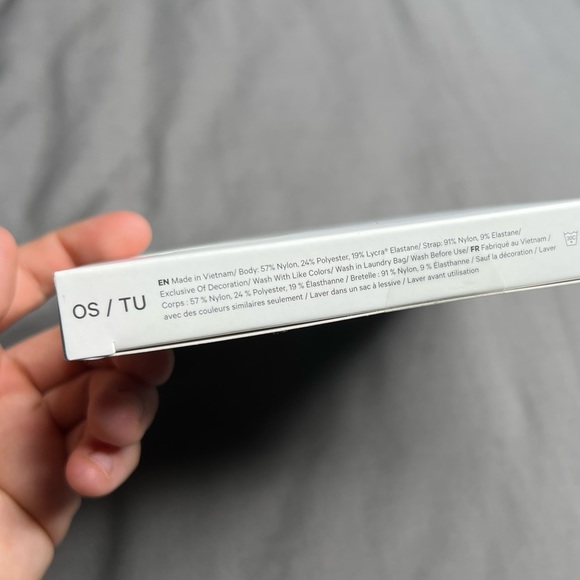 OS / TU
EN Made in Vietnam/ Body: 57% Nylon, 24% Polyester, 19% Lycra® Elastane/ Strap: 91% Nylon, 9% Elastane/
Exclusive Of Decoration/ Wash With Like Colors/ Wash in Laundry Bag/ Wash Before Use/ FR Fabriqué au Vietnam /
Corps : 57 % Nylon, 24 % Polyester, 19 % Élasthanne / Bretelle : 91 % Nylon, 9 % Élasthanne / Sauf la décoration / Laver
avec des couleurs similaires seulement / Laver dans un sac à lessive / Laver avant utilisation